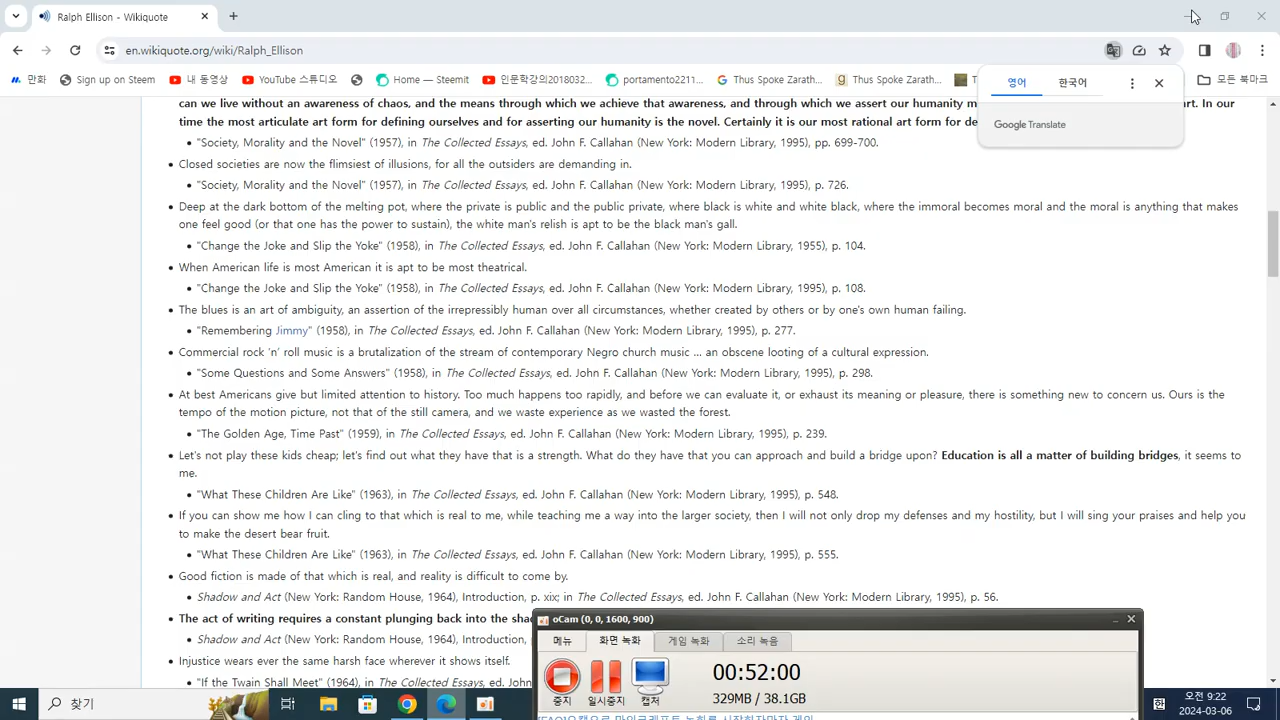 Ralph Ellison - Wikiquote
en.wikiquote.org/wiki/Ralph_Ellison
만화 Sign up on Steem 내 동영상 YouTube 스튜디오 Home — Steemit 인문학강의2018032... portamento2211... Thus Spoke Zarath... Thus Spoke Zarath... 모든 북마크
영어 한국어
Google Translate
can we live without an awareness of chaos, and the means through which we achieve that awareness, and through which we assert our humanity m art. In our
time the most articulate art form for defining ourselves and for asserting our humanity is the novel. Certainly it is our most rational art form for de
"Society, Morality and the Novel" (1957), in The Collected Essays, ed. John F. Callahan (New York: Modern Library, 1995), pp. 699-700.
Closed societies are now the flimsiest of illusions, for all the outsiders are demanding in.
"Society, Morality and the Novel" (1957), in The Collected Essays, ed. John F. Callahan (New York: Modern Library, 1995), p. 726.
Deep at the dark bottom of the melting pot, where the private is public and the public private, where black is white and white black, where the immoral becomes moral and the moral is anything that makes
one feel good (or that one has the power to sustain), the white man's relish is apt to be the black man's gall.
"Change the Joke and Slip the Yoke" (1958), in The Collected Essays, ed. John F. Callahan (New York: Modern Library, 1955), p. 104.
When American life is most American it is apt to be most theatrical.
"Change the Joke and Slip the Yoke" (1958), in The Collected Essays, ed. John F. Callahan (New York: Modern Library, 1995), p. 108.
The blues is an art of ambiguity, an assertion of the irrepressibly human over all circumstances, whether created by others or by one's own human failing.
"Remembering Jimmy" (1958), in The Collected Essays, ed. John F. Callahan (New York: Modern Library, 1995), p. 277.
Commercial rock 'n' roll music is a brutalization of the stream of contemporary Negro church music ... an obscene looting of a cultural expression.
"Some Questions and Some Answers" (1958), in The Collected Essays, ed. John F. Callahan (New York: Modern Library, 1995), p. 298.
At best Americans give but limited attention to history. Too much happens too rapidly, and before we can evaluate it, or exhaust its meaning or pleasure, there is something new to concern us. Ours is the
tempo of the motion picture, not that of the still camera, and we waste experience as we wasted the forest.
"The Golden Age, Time Past" (1959), in The Collected Essays, ed. John F. Callahan (New York: Modern Library, 1995), p. 239.
Let's not play these kids cheap; let's find out what they have that is a strength. What do they have that you can approach and build a bridge upon? Education is all a matter of building bridges, it seems to
me.
"What These Children Are Like" (1963), in The Collected Essays, ed. John F. Callahan (New York: Modern Library, 1995), p. 548.
If you can show me how I can cling to that which is real to me, while teaching me a way into the larger society, then I will not only drop my defenses and my hostility, but I will sing your praises and help you
to make the desert bear fruit.
"What These Children Are Like" (1963), in The Collected Essays, ed. John F. Callahan (New York: Modern Library, 1995), p. 555.
Good fiction is made of that which is real, and reality is difficult to come by.
Shadow and Act (New York: Random House, 1964), Introduction, p. xix; in The Collected Essays, ed. John F. Callahan (New York: Modern Library, 1995), p. 56.
The act of writing requires a constant plunging back into the sha
Shadow and Act (New York: Random House, 1964), Introduction,
Injustice wears ever the same harsh face wherever it shows itself.
"If the Twain Shall Meet" (1964), in The Collected Essays, ed. John
oCam (0, 0, 1600, 900)
메뉴 화면 녹화 게임 녹화 소리 녹음
00:52:00
329MB / 38.1GB
중지 일시중지 캡처
찾기
한 오전 9:22
2024-03-06